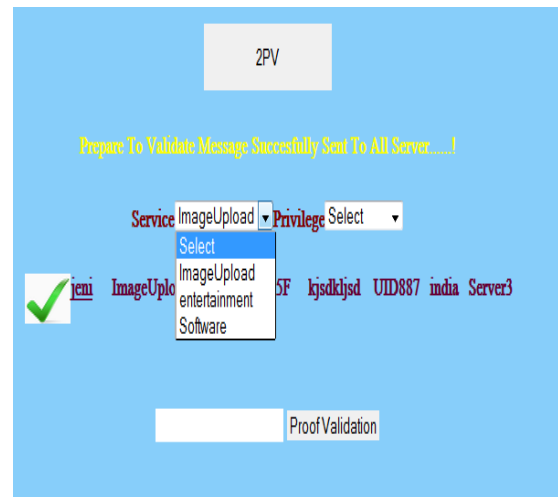 2PV
Prepare To Validate Message Succesfully Sent To All Server......!
Service ImageUpload Privilege Select
Select
ImageUpload
entertainment
Software
jeni ImageUplo 5F kjsdkljsd UID887 india Server3
Proof Validation